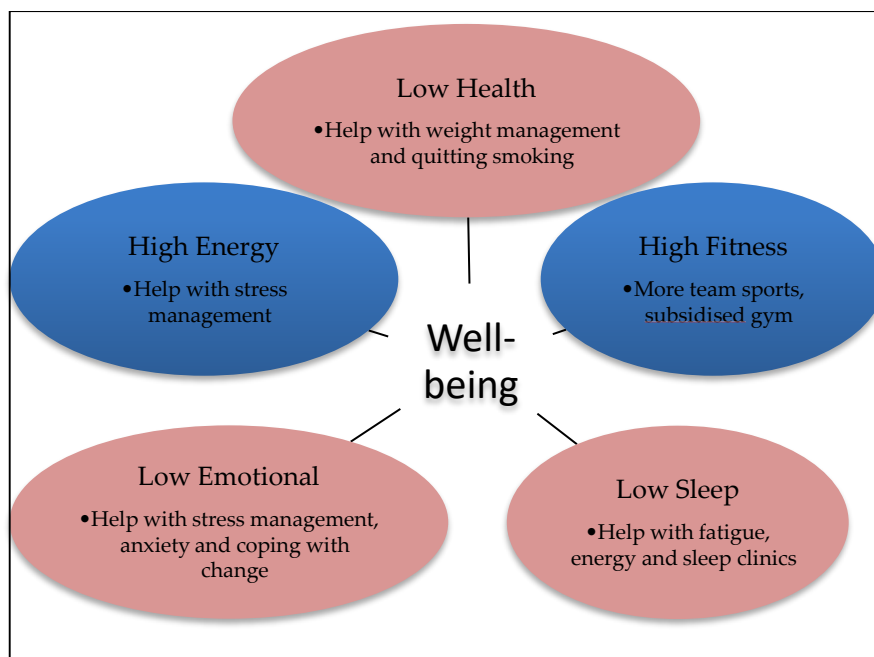 Low Health
•Help with weight management
and quitting smoking
High Energy
•Help with stress
management
High Fitness
•More team sports,
subsidised gym
Well-
being
Low Emotional
•Help with stress management,
anxiety and coping with
change
Low Sleep
•Help with fatigue,
energy and sleep clinics